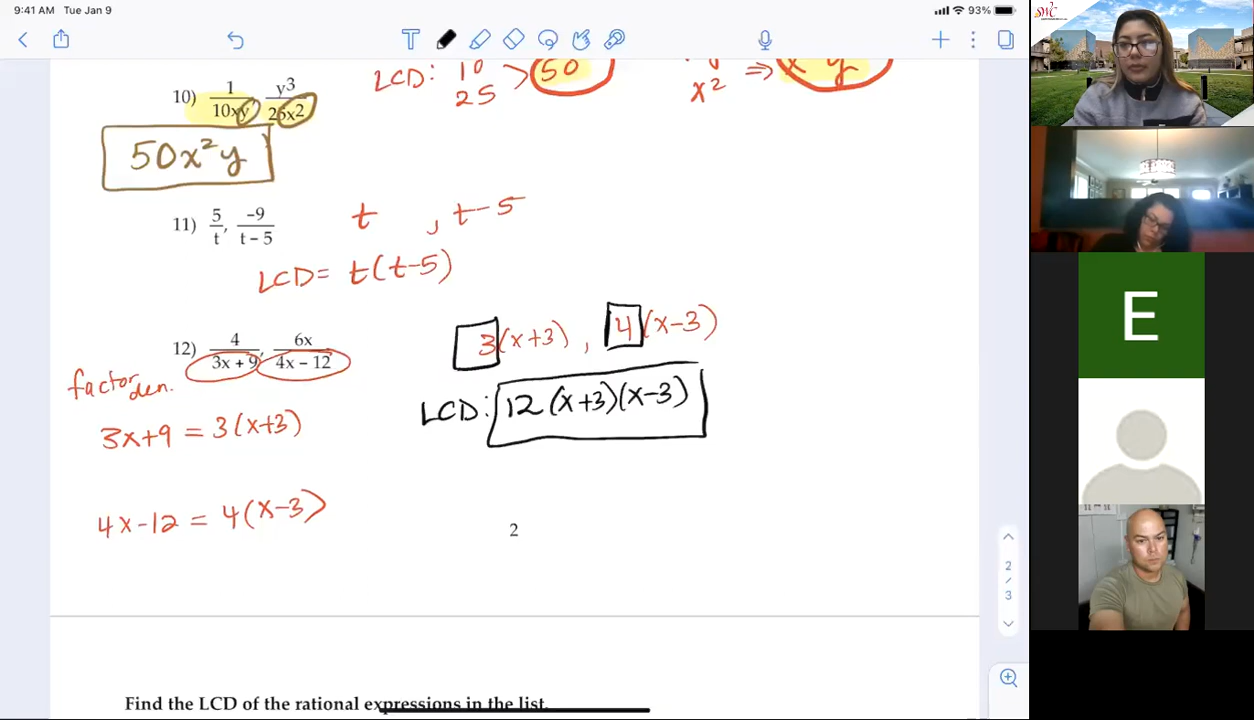 9:41 AM Tue Jan 9
93%
SWC
LCD: 10 > 50
25
x² ⇒ x² y
10) 1/10xy, y3/25x2
50x²y
11) 5/t, -9/t-5
t , t-5
LCD= t(t-5)
12) 4/3x + 9, 6x/4x - 12
3(x+3), 4(x-3)
factor den.
LCD: 12(x+3)(x-3)
3x+9 = 3(x+3)
4x-12 = 4(x-3)
2
2
/
3
E
Find the LCD of the rational expressions in the list.